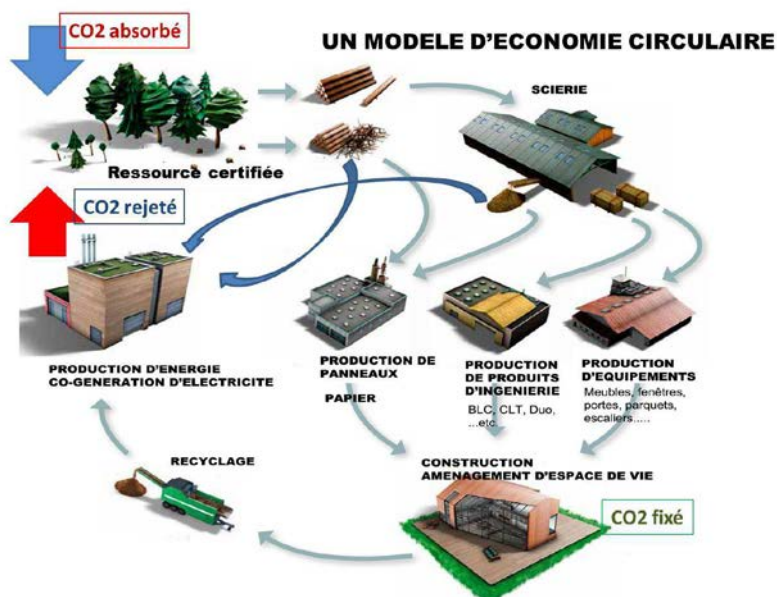 CO2 absorbé
UN MODELE D'ECONOMIE CIRCULAIRE
SCIERIE
Ressource certifiée
CO2 rejeté
PRODUCTION D'ENERGIE
CO-GENERATION D'ELECTRICITE
PRODUCTION DE
PANNEAUX
PAPIER
PRODUCTION
DE PRODUITS
D'INGENIERIE
BLC, CLT, Duo,
...etc
PRODUCTION
D'EQUIPEMENTS
Meubles, fenêtres,
portes, parquets,
escaliers.....
RECYCLAGE
CONSTRUCTION
AMENAGEMENT D'ESPACE DE VIE
CO2 fixé